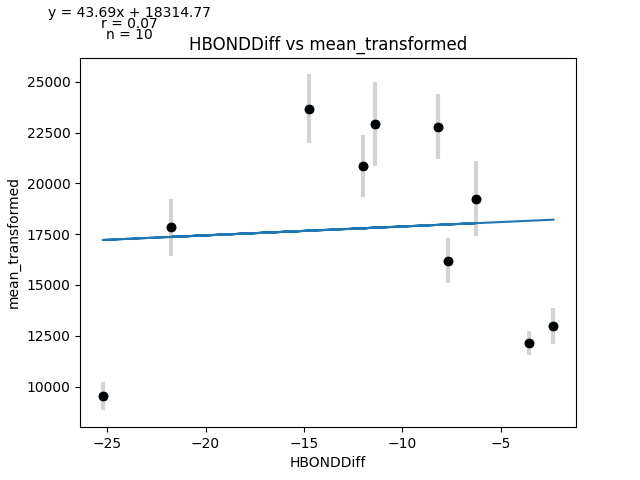 y = 43.69x + 18314.77
r = 0.07
n = 10
HBONDDiff vs mean_transformed
25000
22500
20000
17500
15000
12500
10000
mean_transformed
−25
−20
−15
−10
−5
HBONDDiff